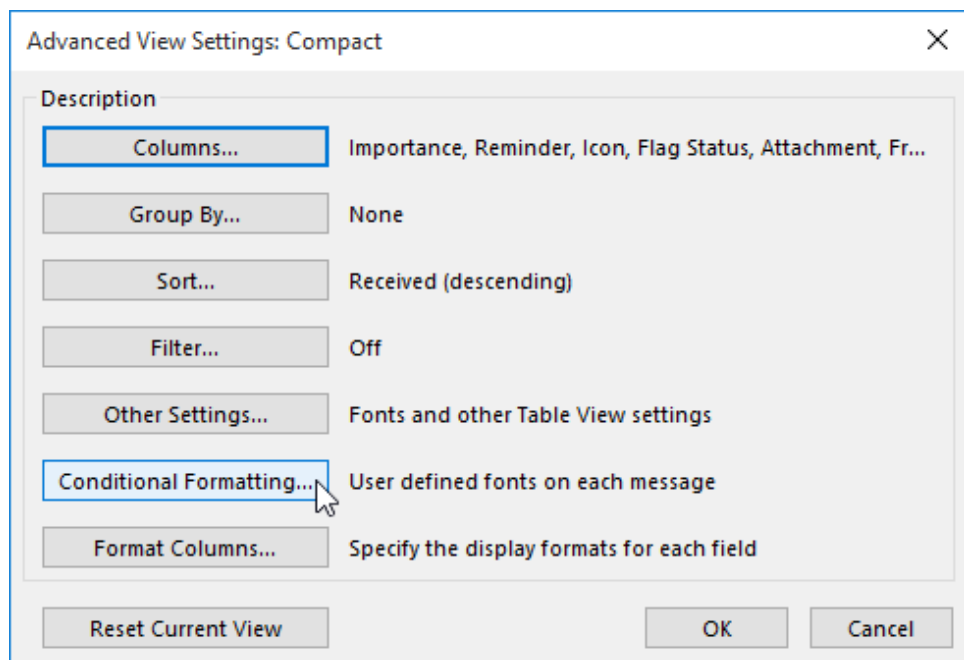 Advanced View Settings: Compact
Description
Columns... Importance, Reminder, Icon, Flag Status, Attachment, Fr...
Group By... None
Sort... Received (descending)
Filter... Off
Other Settings... Fonts and other Table View settings
Conditional Formatting... User defined fonts on each message
Format Columns... Specify the display formats for each field
Reset Current View OK Cancel